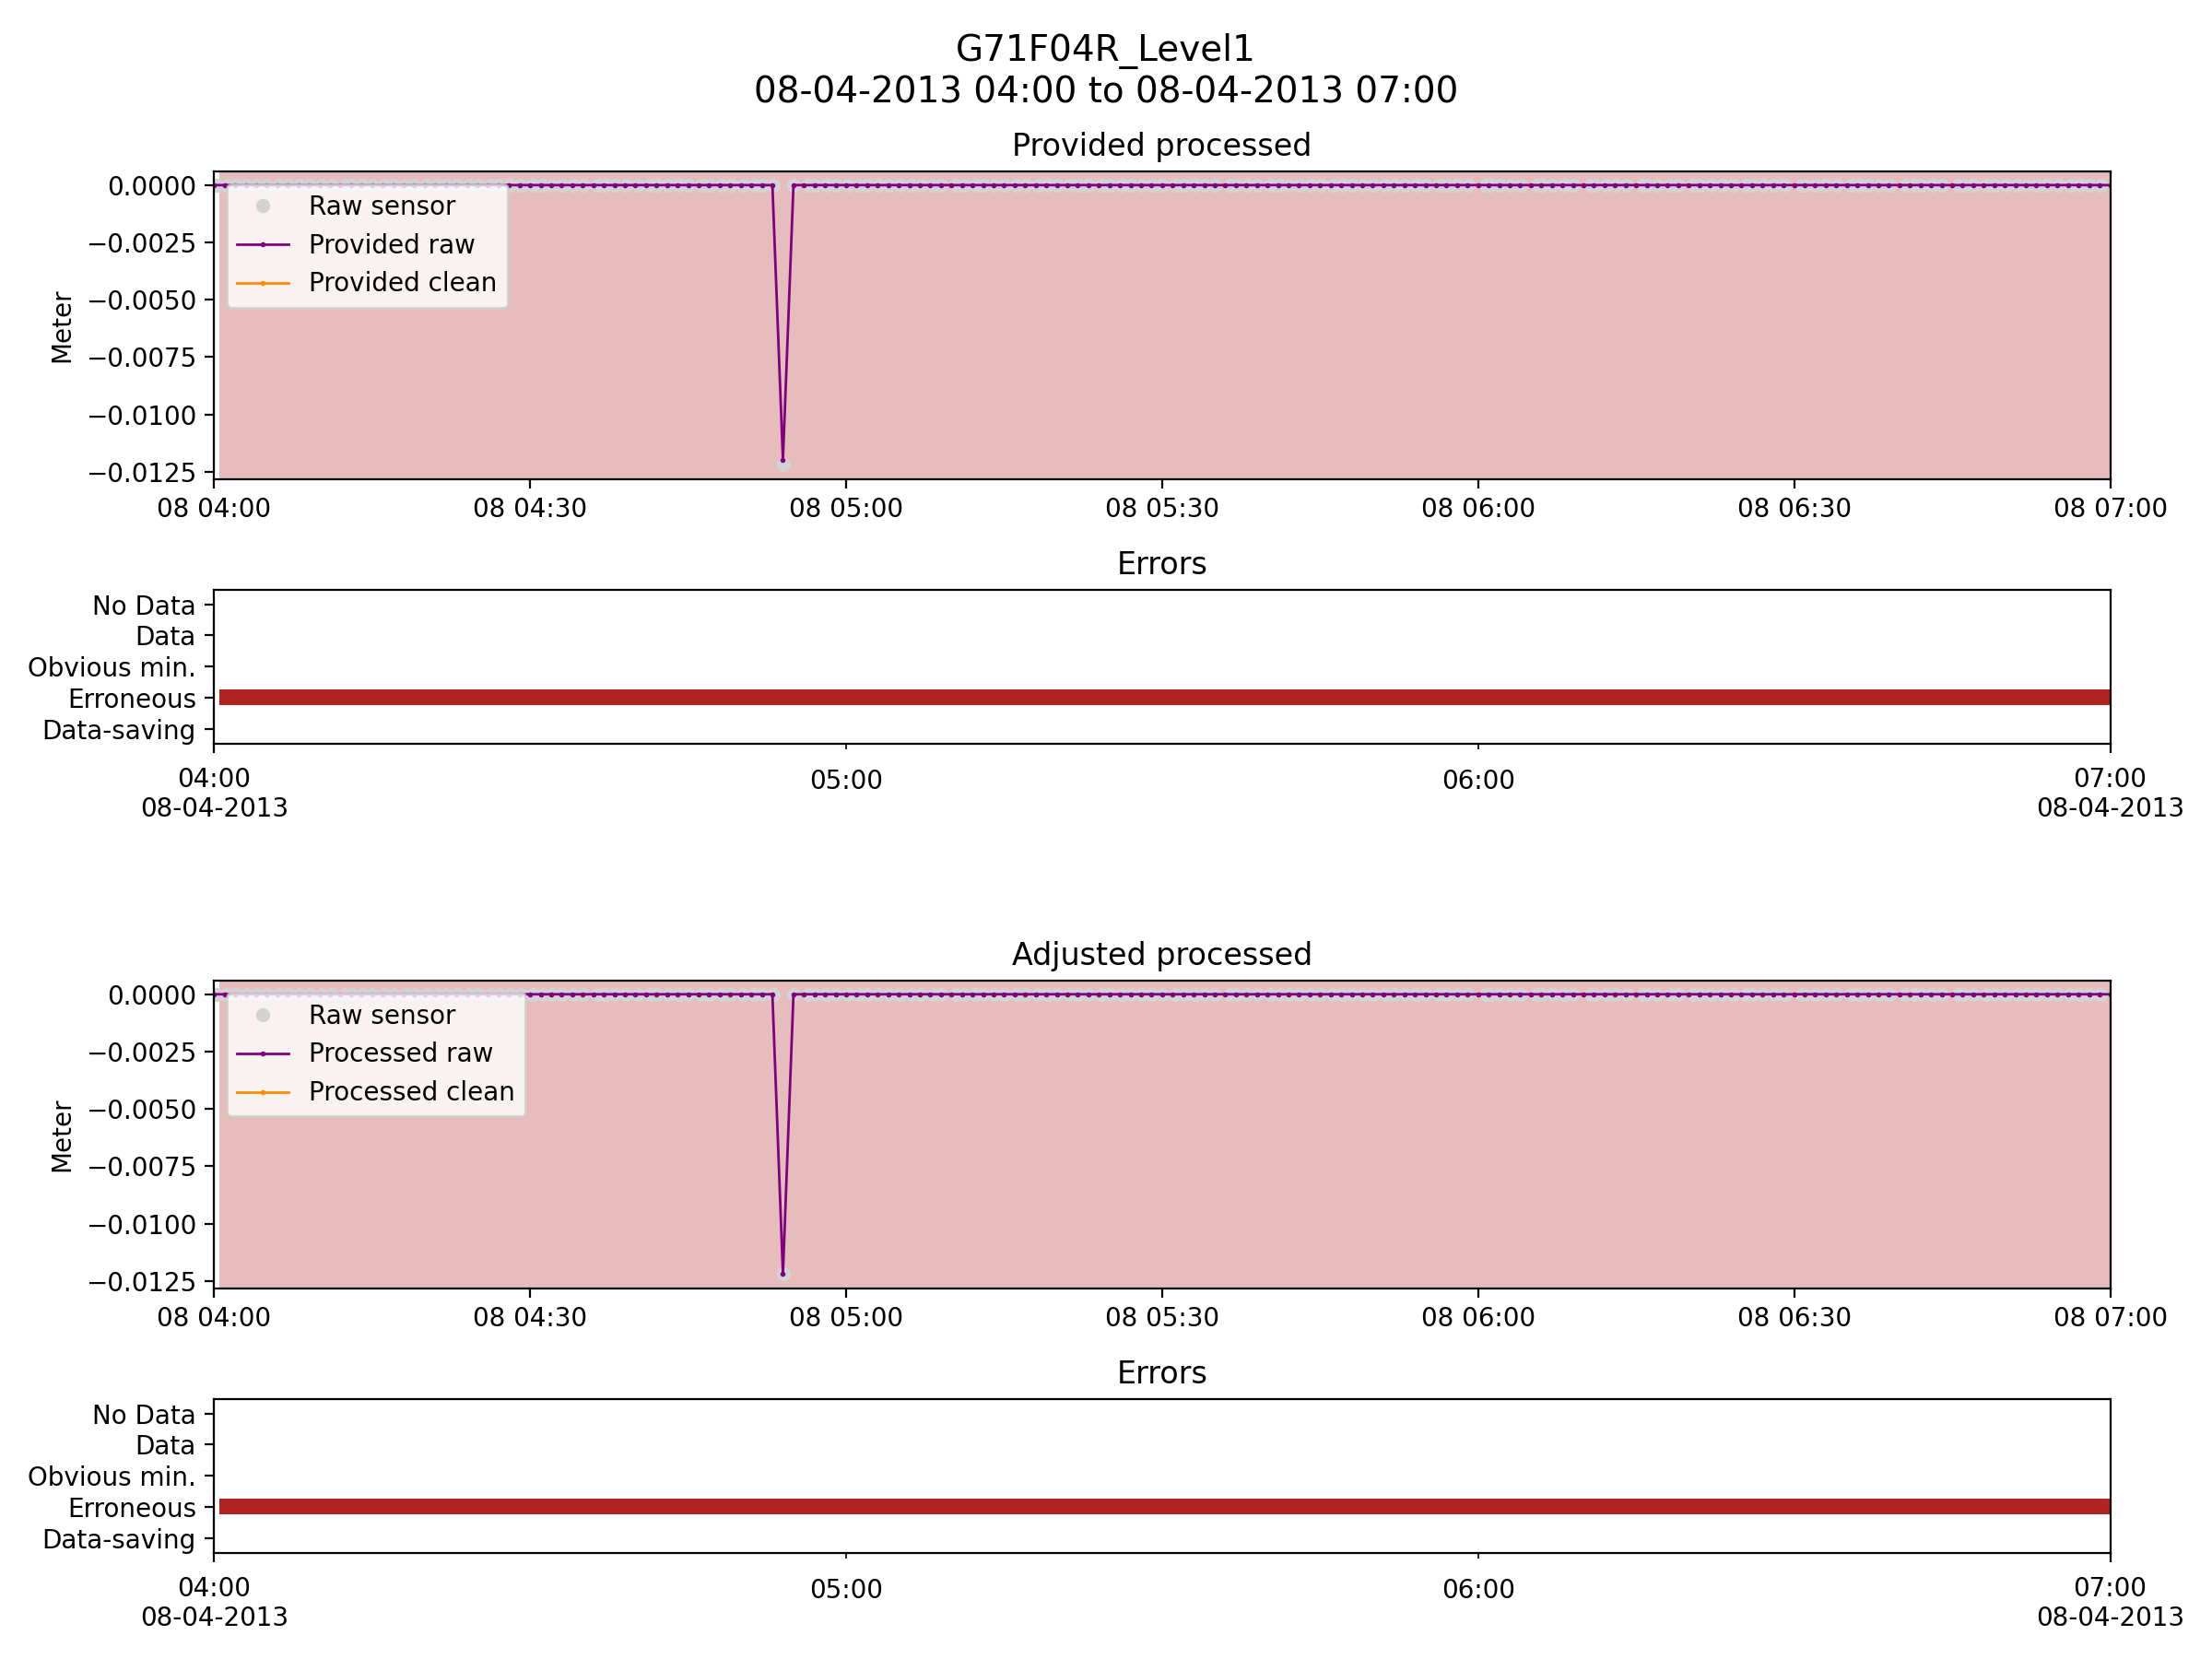 G71F04R_Level1
08-04-2013 04:00 to 08-04-2013 07:00
Provided processed
Meter
0.0000
−0.0025
−0.0050
−0.0075
−0.0100
−0.0125
Raw sensor
Provided raw
Provided clean
08 04:00 08 04:30 08 05:00 08 05:30 08 06:00 08 06:30 08 07:00
Errors
No Data
Data
Obvious min.
Erroneous
Data-saving
04:00 05:00 06:00 07:00
08-04-2013 08-04-2013
Adjusted processed
Meter
0.0000
−0.0025
−0.0050
−0.0075
−0.0100
−0.0125
Raw sensor
Processed raw
Processed clean
08 04:00 08 04:30 08 05:00 08 05:30 08 06:00 08 06:30 08 07:00
Errors
No Data
Data
Obvious min.
Erroneous
Data-saving
04:00 05:00 06:00 07:00
08-04-2013 08-04-2013